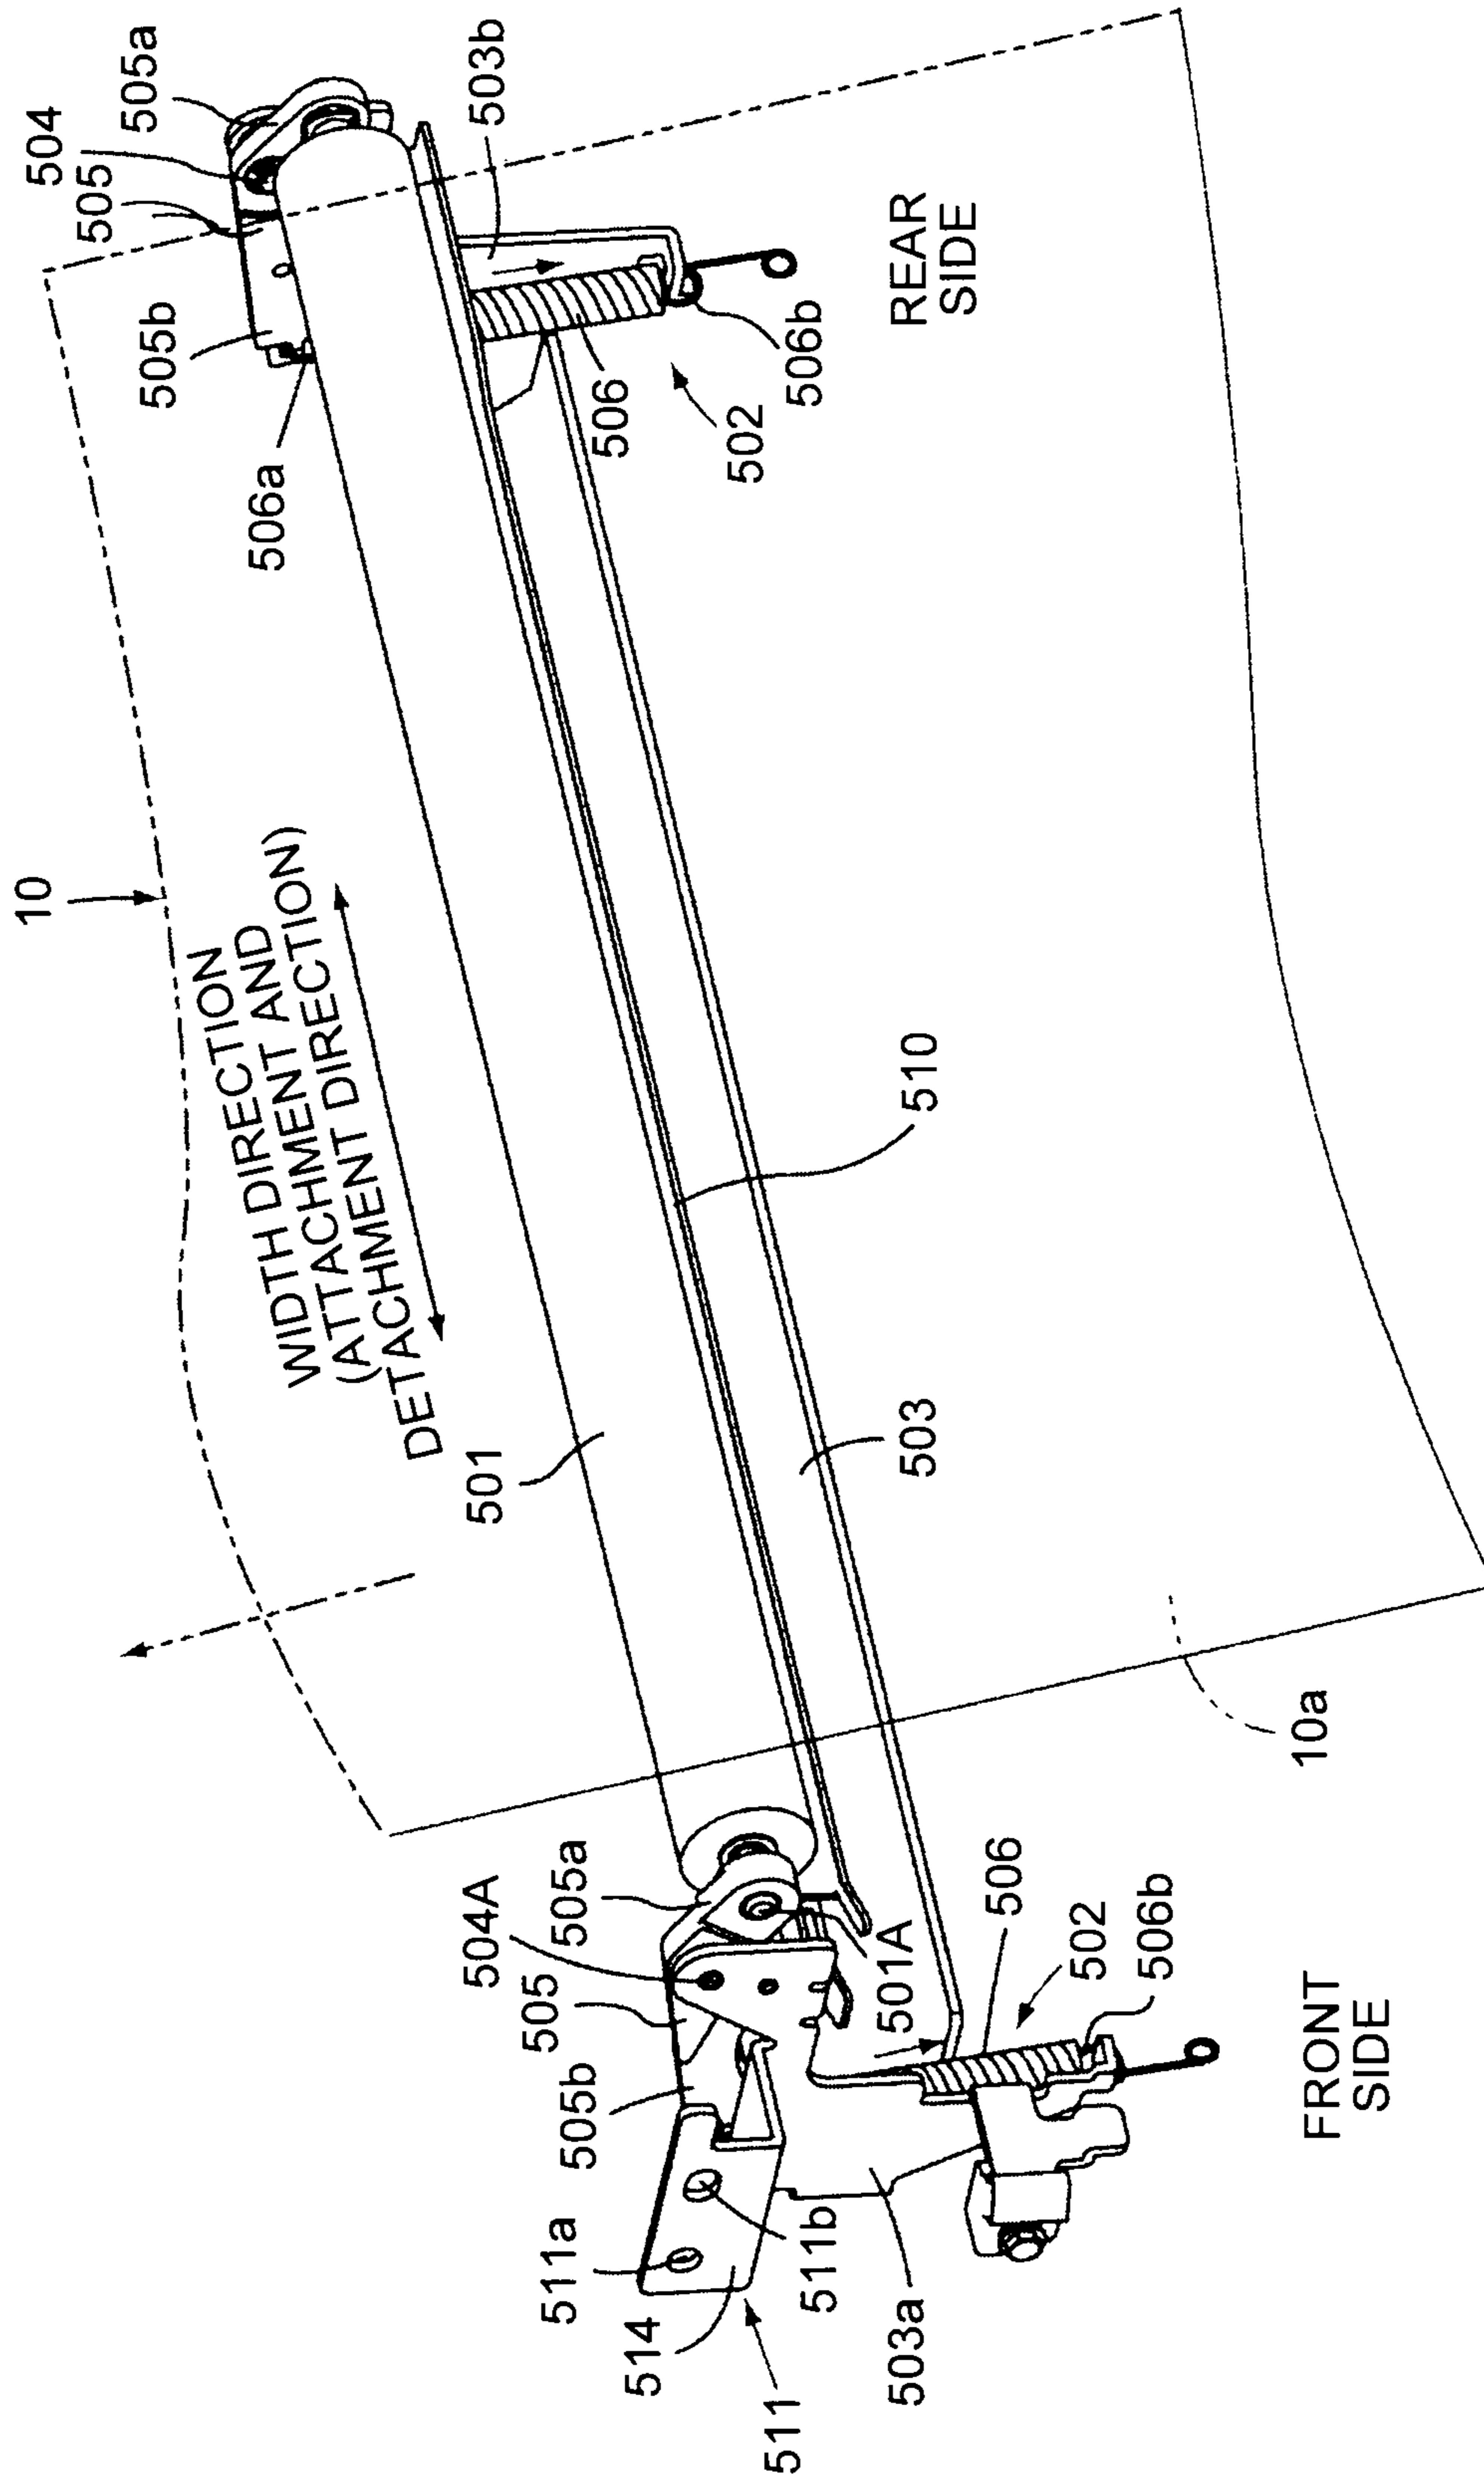 10
WIDTH DIRECTION
(ATTACHMENT AND
DETACHMENT DIRECTION)
504
505
505a
505b
503b
506a
506
502
506b
REAR
SIDE
501
510
503
10a
504A
505
505a
505b
501A
506
502
506b
511a
511b
514
511
503a
FRONT
SIDE